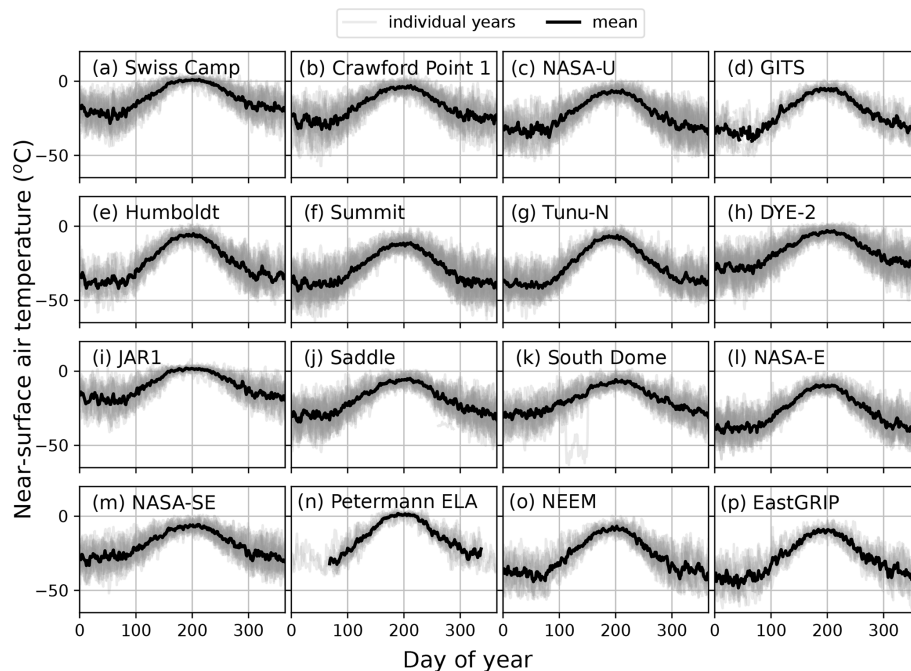 individual years mean
(a) Swiss Camp (b) Crawford Point 1 (c) NASA-U (d) GITS
0
−50
(e) Humboldt (f) Summit (g) Tunu-N (h) DYE-2
0
−50
(i) JAR1 (j) Saddle (k) South Dome (l) NASA-E
0
−50
(m) NASA-SE (n) Petermann ELA (o) NEEM (p) EastGRIP
0
−50
0 100 200 300 0 100 200 300 0 100 200 300 0 100 200 300
Day of year
Near-surface air temperature (°C)